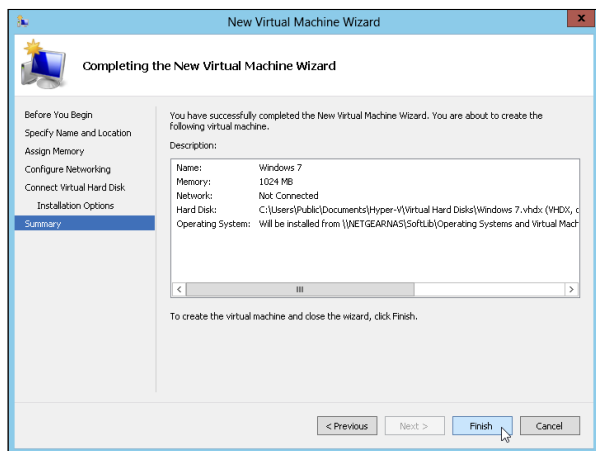 New Virtual Machine Wizard
x
Completing the New Virtual Machine Wizard
Before You Begin
Specify Name and Location
Assign Memory
Configure Networking
Connect Virtual Hard Disk
Installation Options
Summary
You have successfully completed the New Virtual Machine Wizard. You are about to create the
following virtual machine.
Description:
Name: Windows 7
Memory: 1024 MB
Network: Not Connected
Hard Disk: C:\Users\Public\Documents\Hyper-V\Virtual Hard Disks\Windows 7.vhdx (VHDX, d
Operating System: Will be installed from \\NETGEARNAS\SoftLib\Operating Systems and Virtual Mach
To create the virtual machine and close the wizard, click Finish.
< Previous Next > Finish Cancel